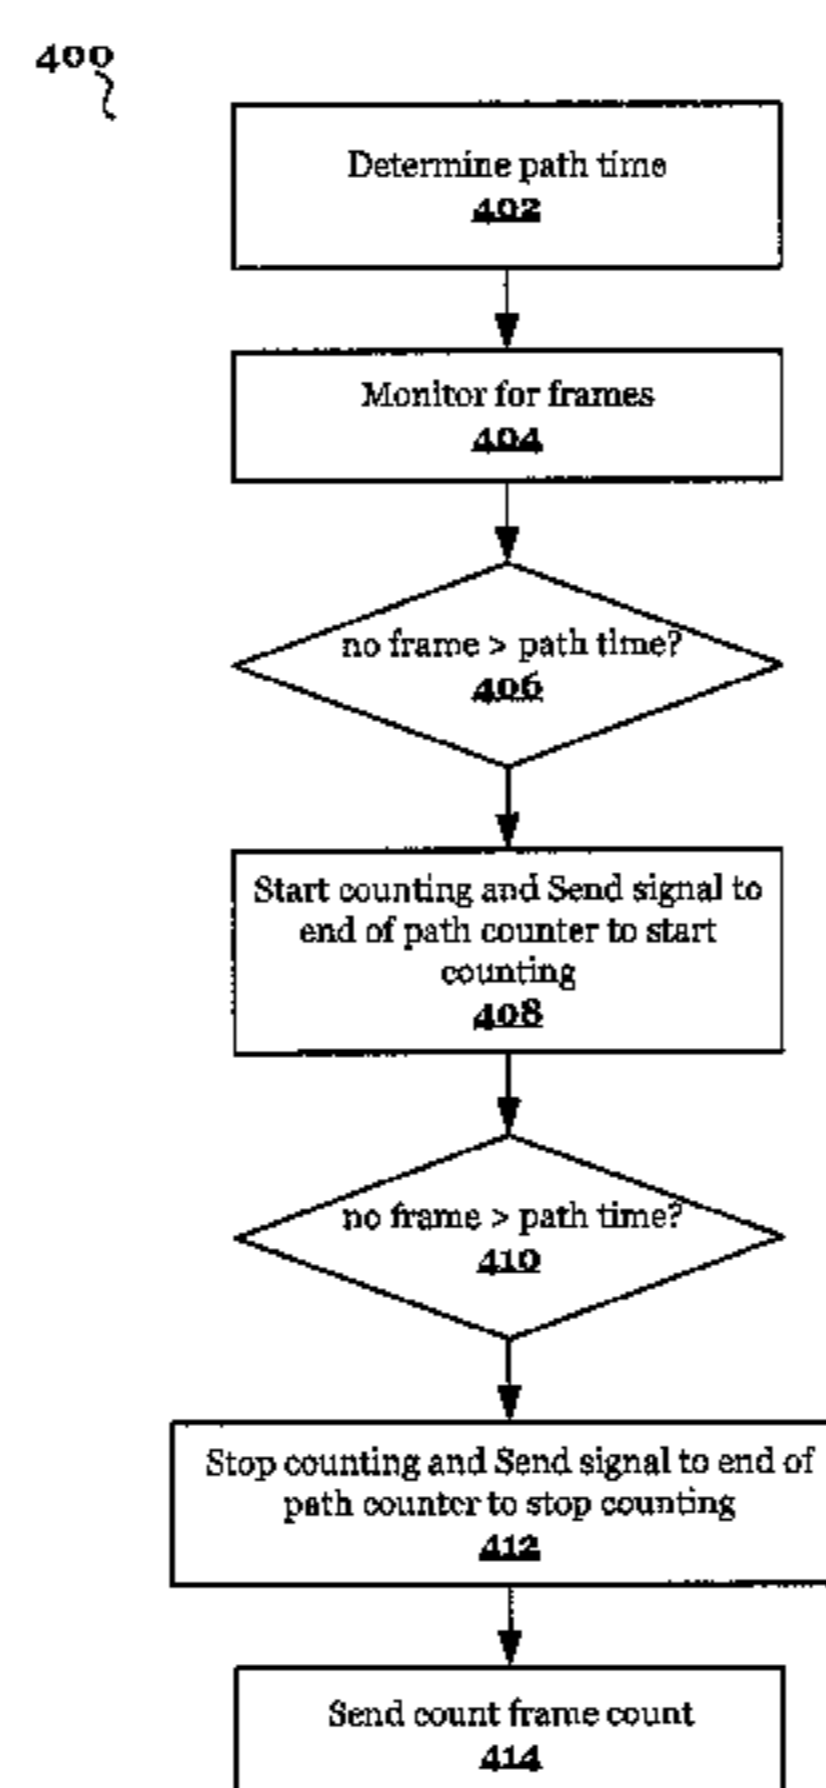 400
Determine path time
402
Monitor for frames
404
no frame > path time?
406
Start counting and Send signal to
end of path counter to start
counting
408
no frame > path time?
410
Stop counting and Send signal to end of
path counter to stop counting
412
Send count frame count
414